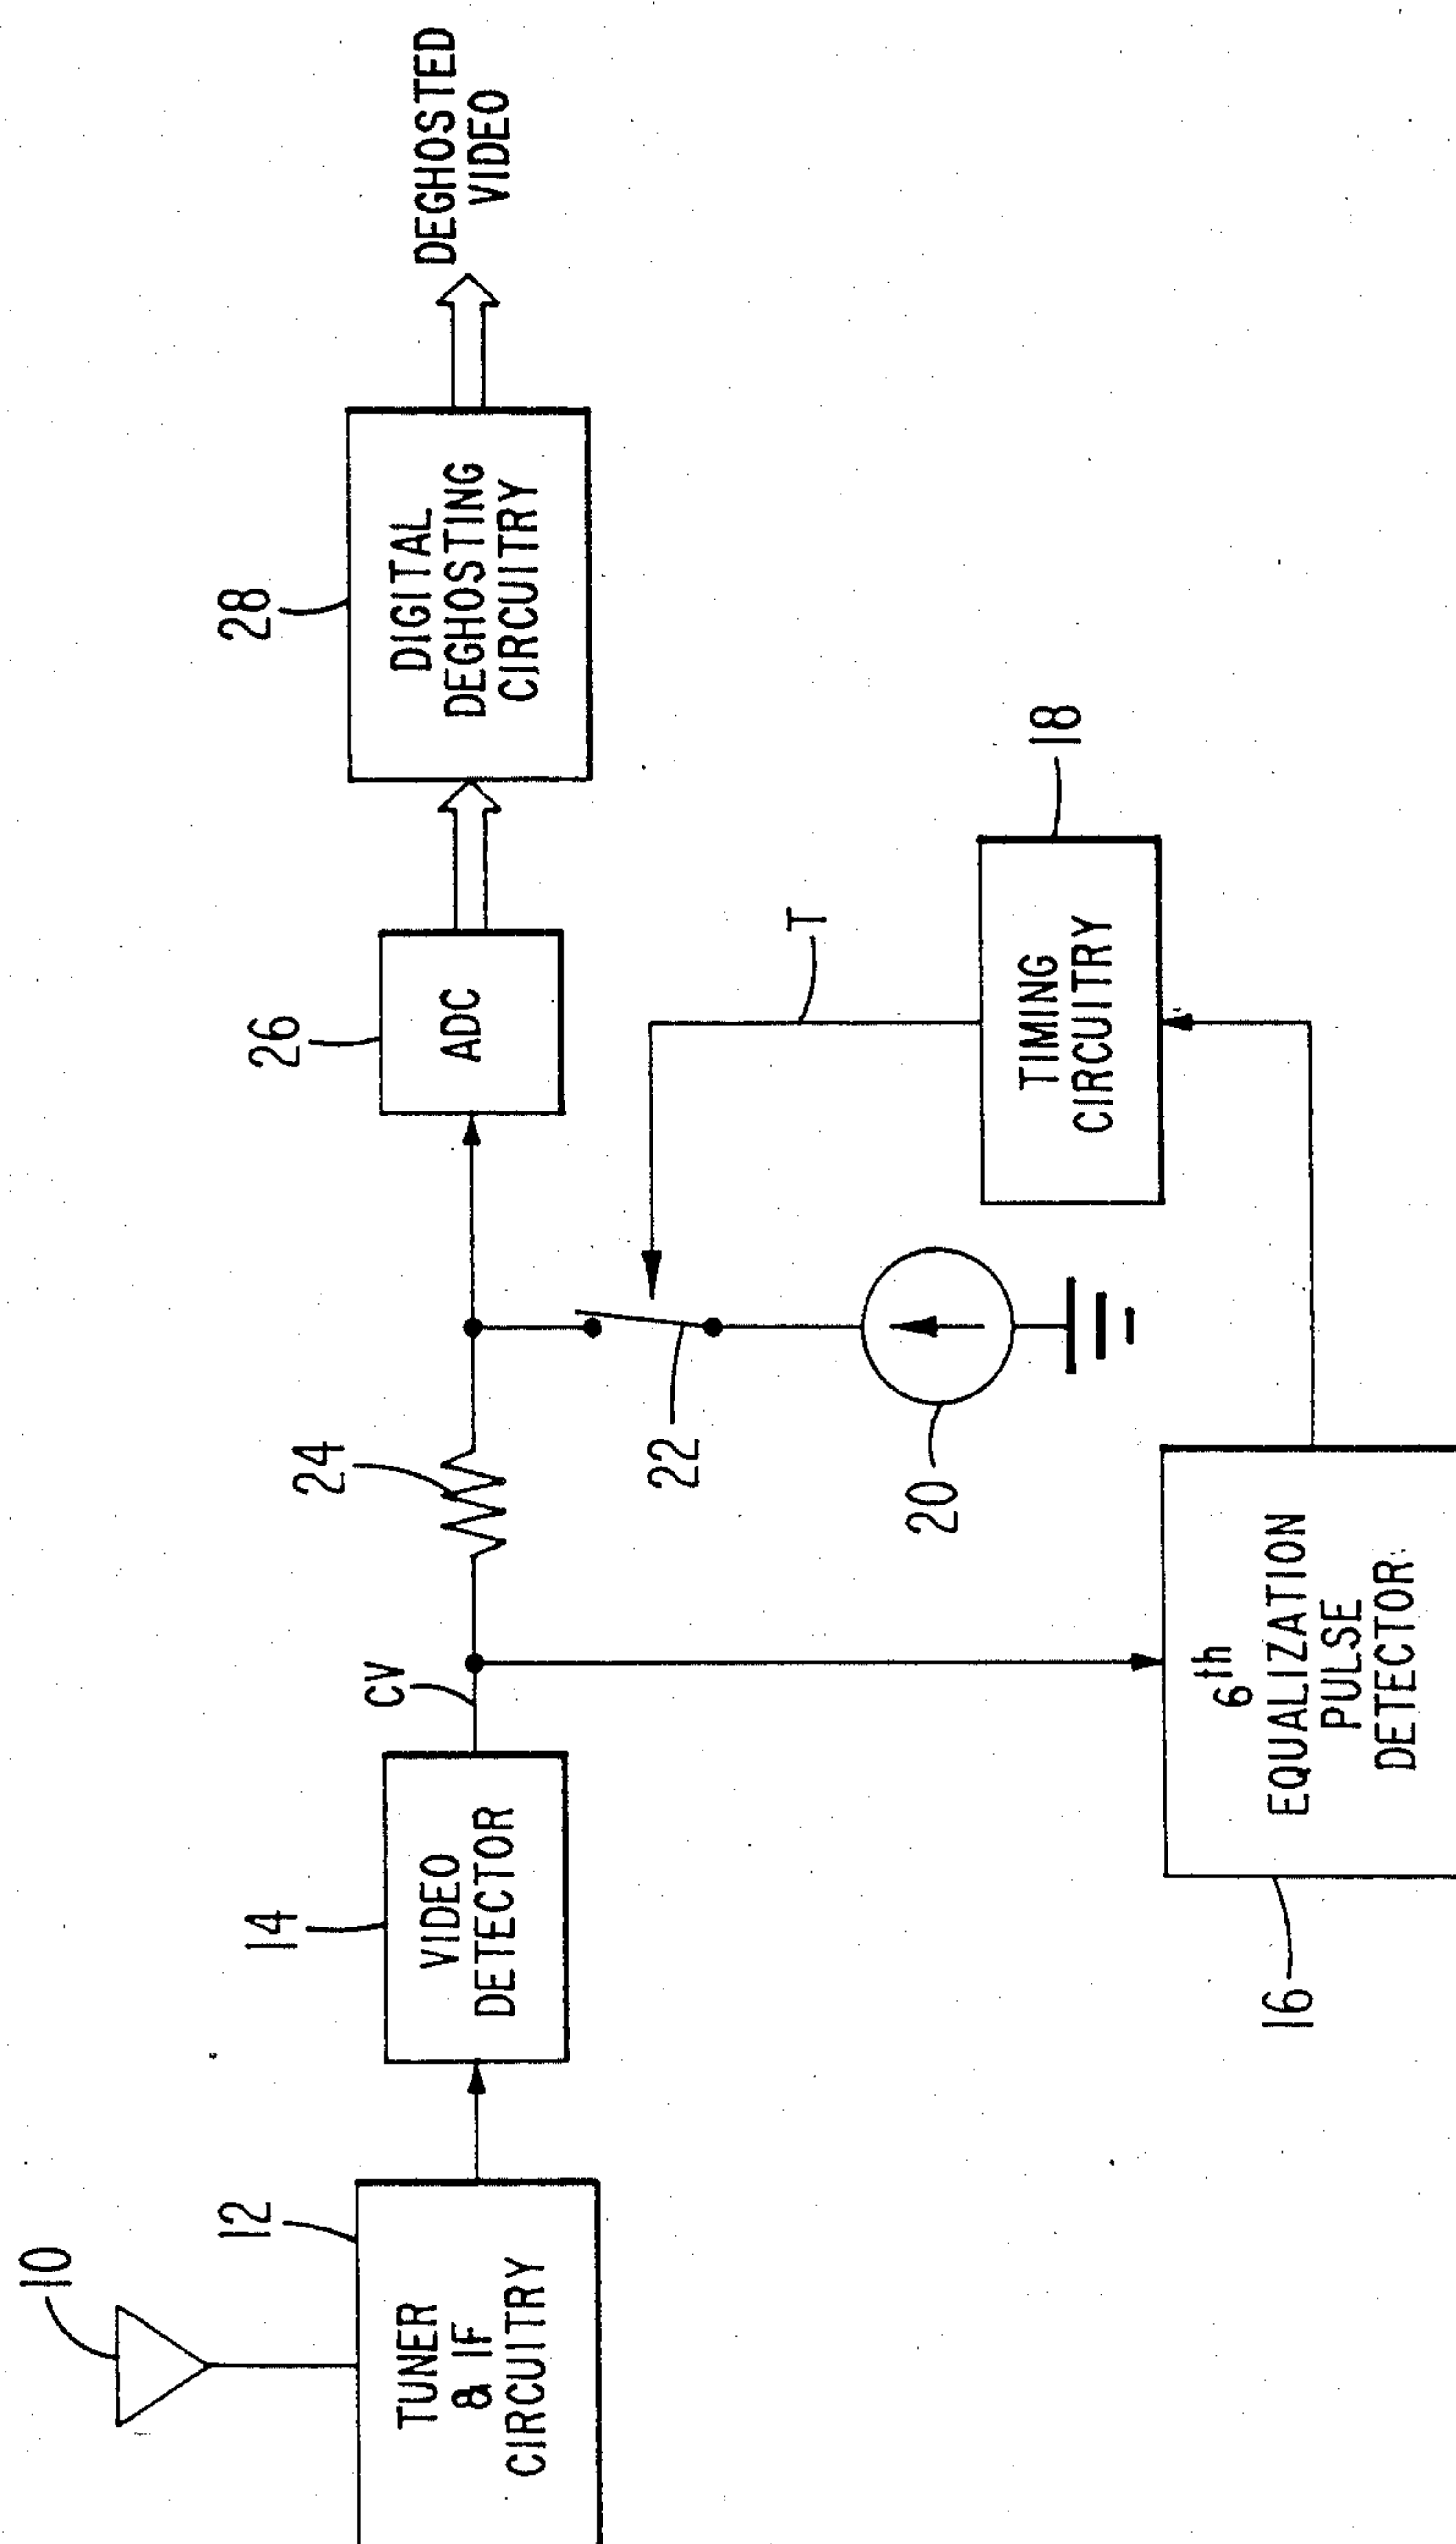 10
12
TUNER
& IF
CIRCUITRY
14
VIDEO
DETECTOR
CV
24
22
20
26
ADC
28
DIGITAL
DEGHOSTING
CIRCUITRY
DEGHOSTED
VIDEO
T
18
TIMING
CIRCUITRY
16
6th
EQUALIZATION
PULSE
DETECTOR